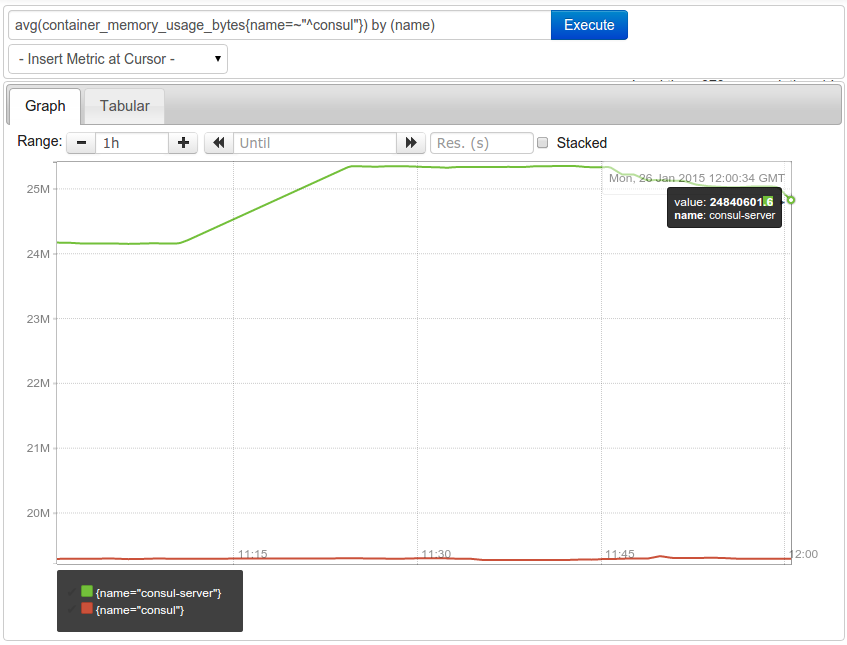 avg(container_memory_usage_bytes{name=~"^consul"}) by (name)
Execute
- Insert Metric at Cursor -
Graph
Tabular
Range:
1h
Until
Res. (s)
Stacked
Mon, 26 Jan 2015 12:00:34 GMT
25M
value: 24840601.6
name: consul-server
24M
23M
22M
21M
20M
11:15
11:30
11:45
12:00
{name="consul-server"}
{name="consul"}